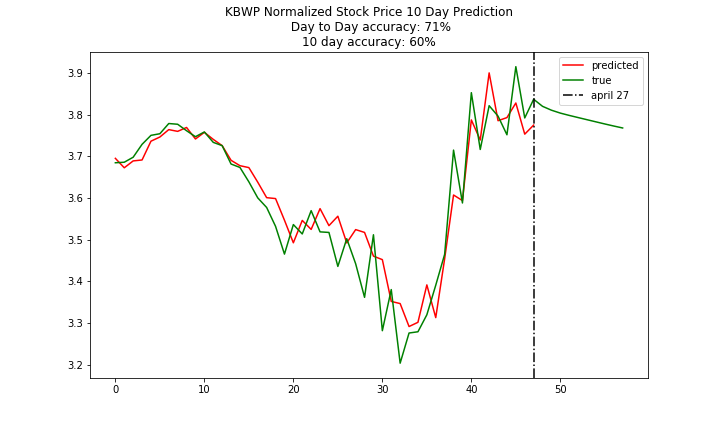 KBWP Normalized Stock Price 10 Day Prediction
Day to Day accuracy: 71%
10 day accuracy: 60%
predicted
true
april 27
3.9
3.8
3.7
3.6
3.5
3.4
3.3
3.2
0 10 20 30 40 50